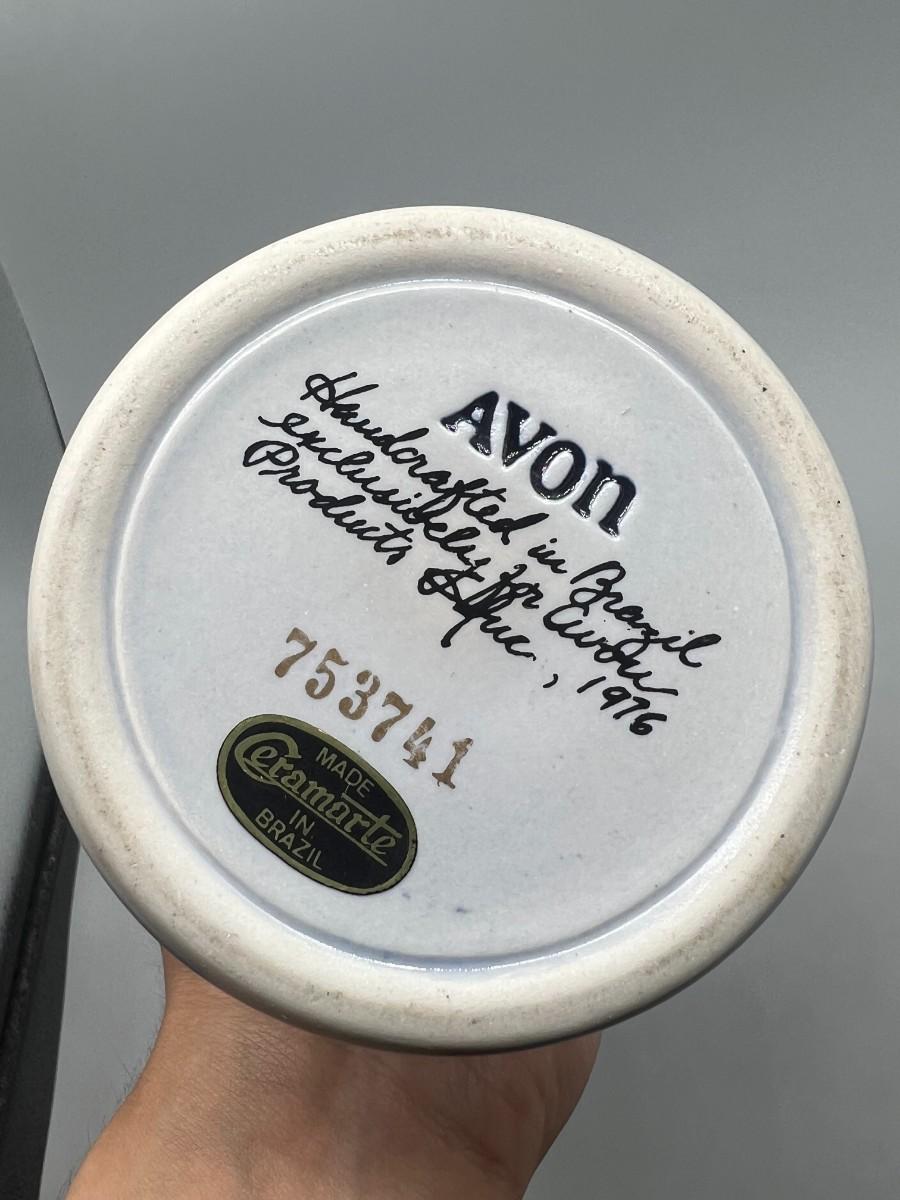 AVON
Handcrafted in Brazil
exclusively for Avon
Products, Inc., 1976
753741
MADE
Ceramarte
IN
BRAZIL